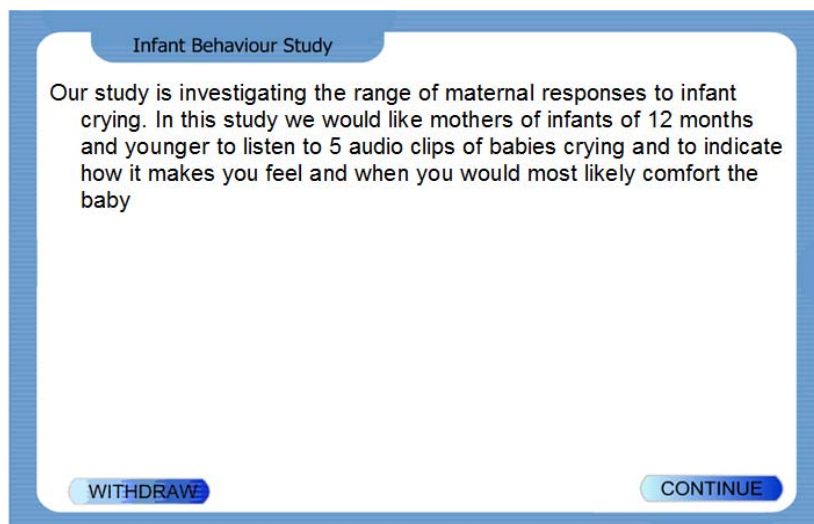 Infant Behaviour Study
Our study is investigating the range of maternal responses to infant
crying. In this study we would like mothers of infants of 12 months
and younger to listen to 5 audio clips of babies crying and to indicate
how it makes you feel and when you would most likely comfort the
baby
WITHDRAW
CONTINUE